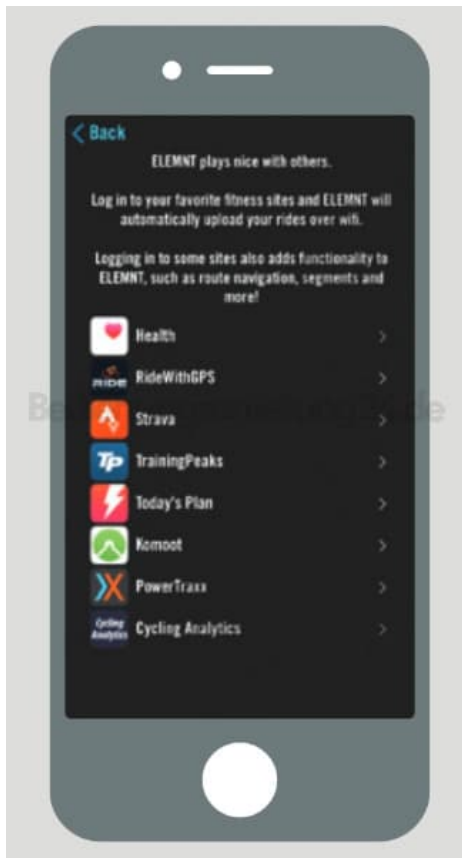 Back
ELEMNT plays nice with others.
Log in to your favorite fitness sites and ELEMNT will
automatically upload your rides over wifi.
Logging in to some sites also adds functionality to
ELEMNT, such as route navigation, segments and
more!
Health
RIDE RideWithGPS
Strava
TP TrainingPeaks
Today's Plan
Komoot
PowerTraxx
Cycling
Analytics Cycling Analytics